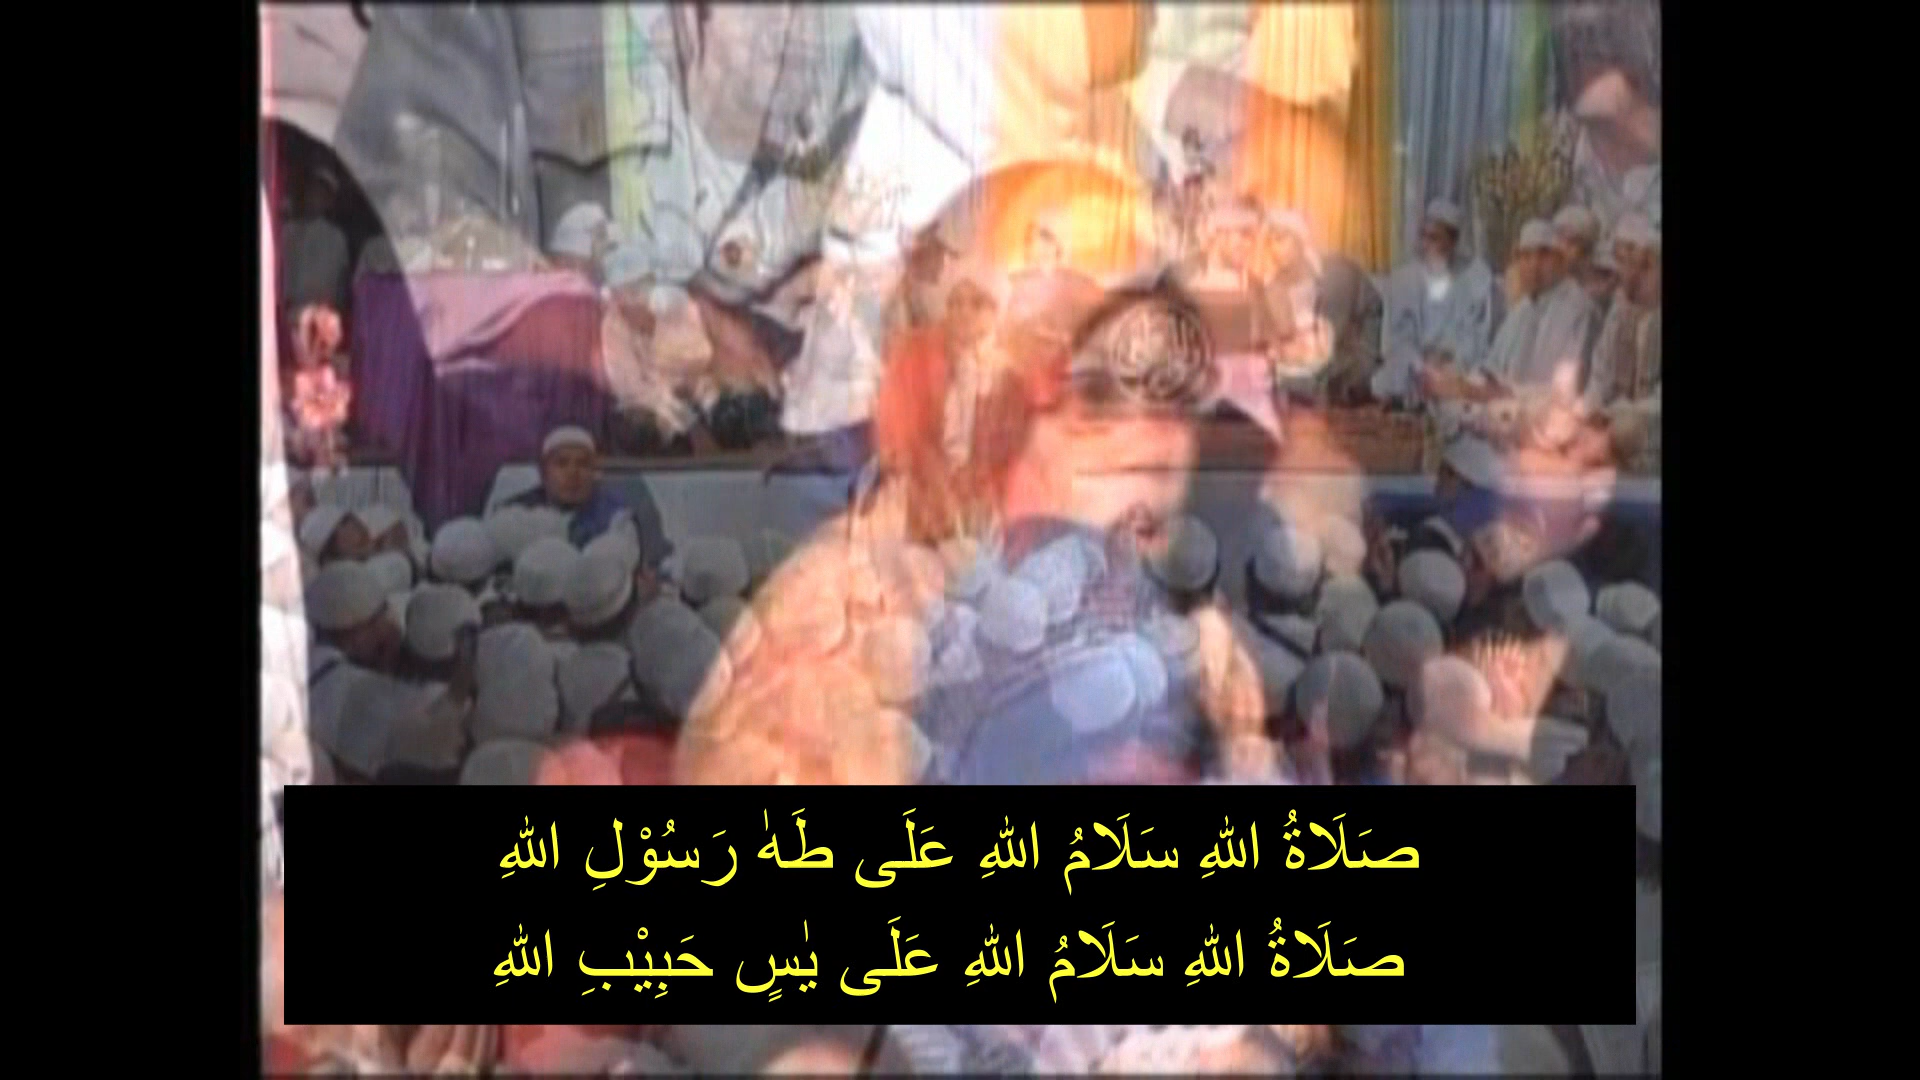 صَلَاةُ اللهِ سَلَامُ اللهِ عَلَى طَهٰ رَسُوْلِ اللهِ
صَلَاةُ اللهِ سَلَامُ اللهِ عَلَى يٰسٍ حَبِيْبِ اللهِ